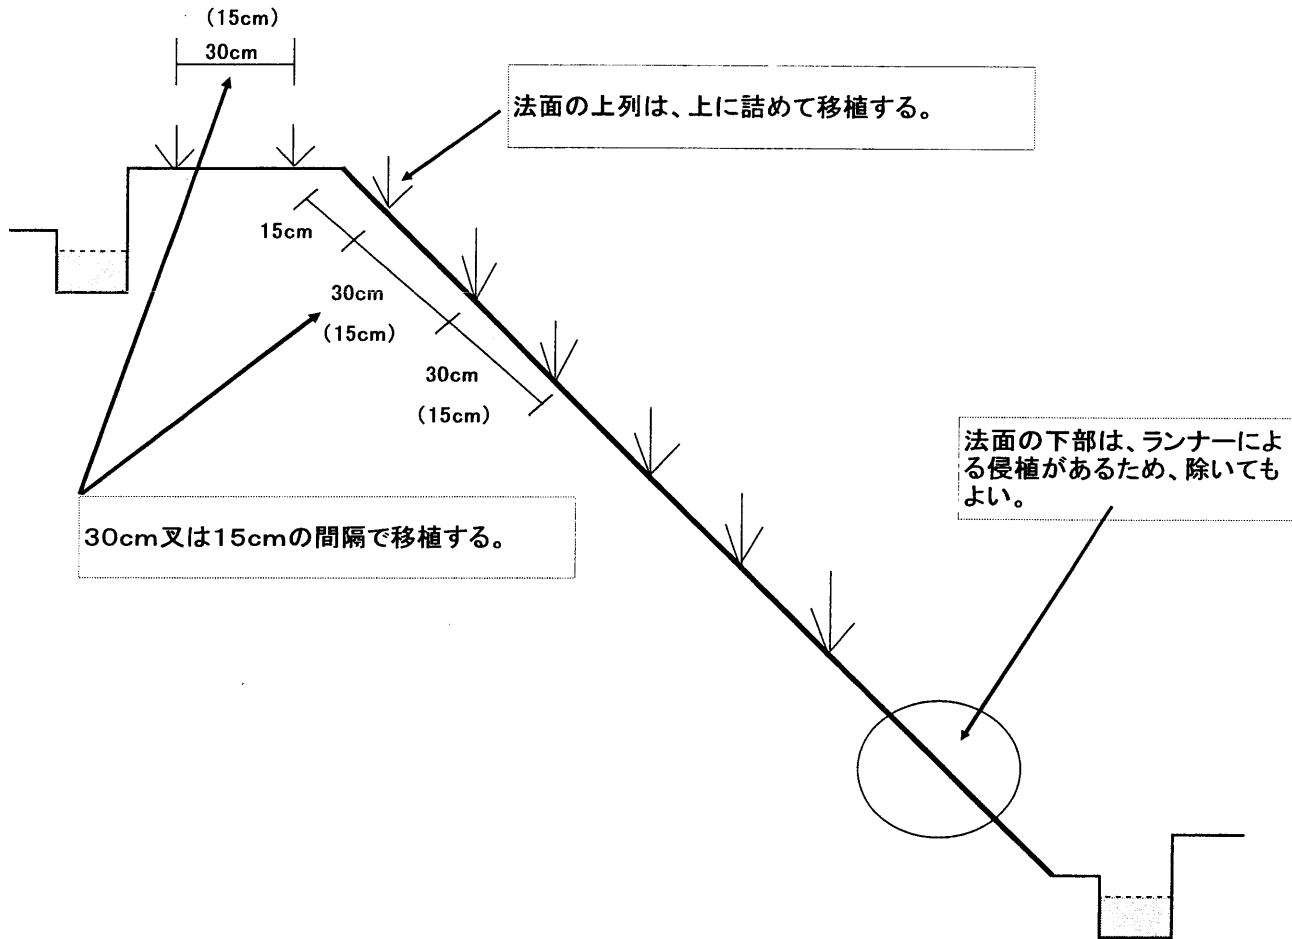 (15cm)
30cm
法面の上列は、上に詰めて移植する。
15cm
30cm
(15cm)
30cm
(15cm)
法面の下部は、ランナーによ
る侵植があるため、除いても
よい。
30cm叉は15cmの間隔で移植する。